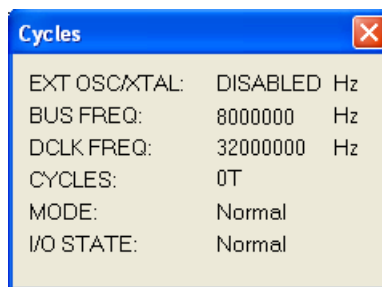 Cycles
EXT OSC/XTAL: DISABLED Hz
BUS FREQ: 8000000 Hz
DCLK FREQ: 32000000 Hz
CYCLES: 0T
MODE: Normal
I/O STATE: Normal